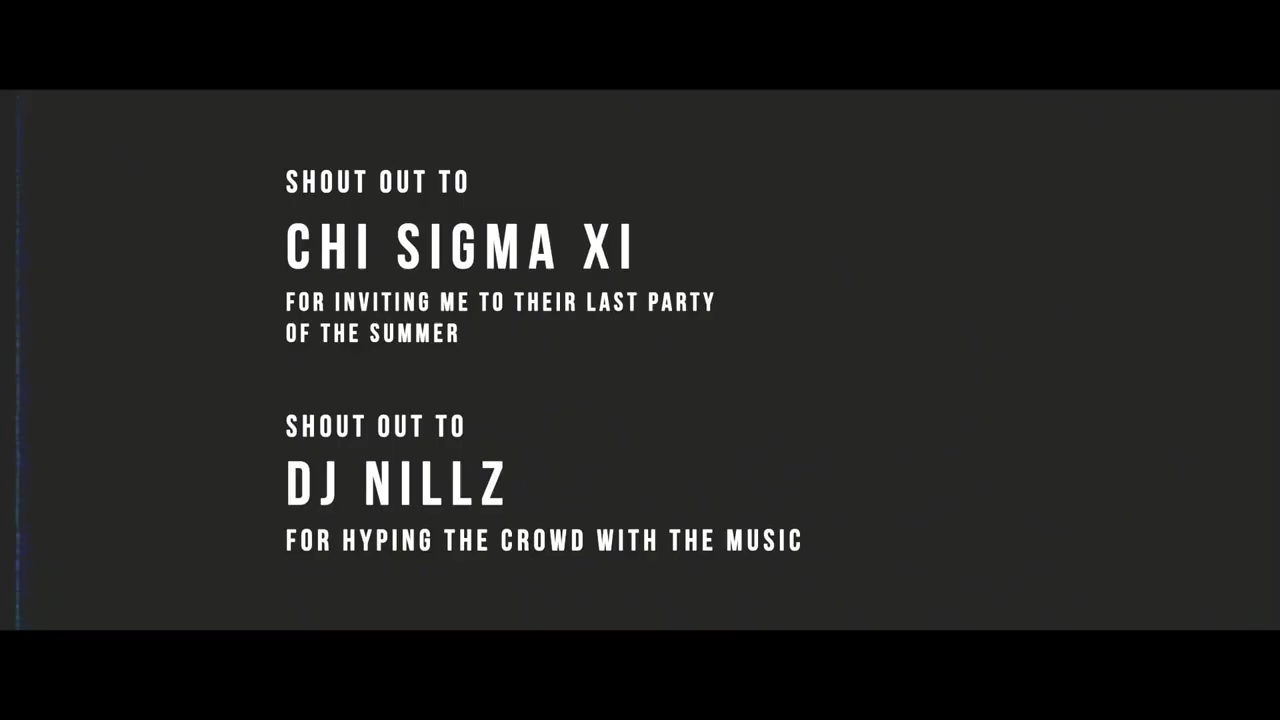 SHOUT OUT TO
CHI SIGMA XI
FOR INVITING ME TO THEIR LAST PARTY
OF THE SUMMER
SHOUT OUT TO
DJ NILLZ
FOR HYPING THE CROWD WITH THE MUSIC